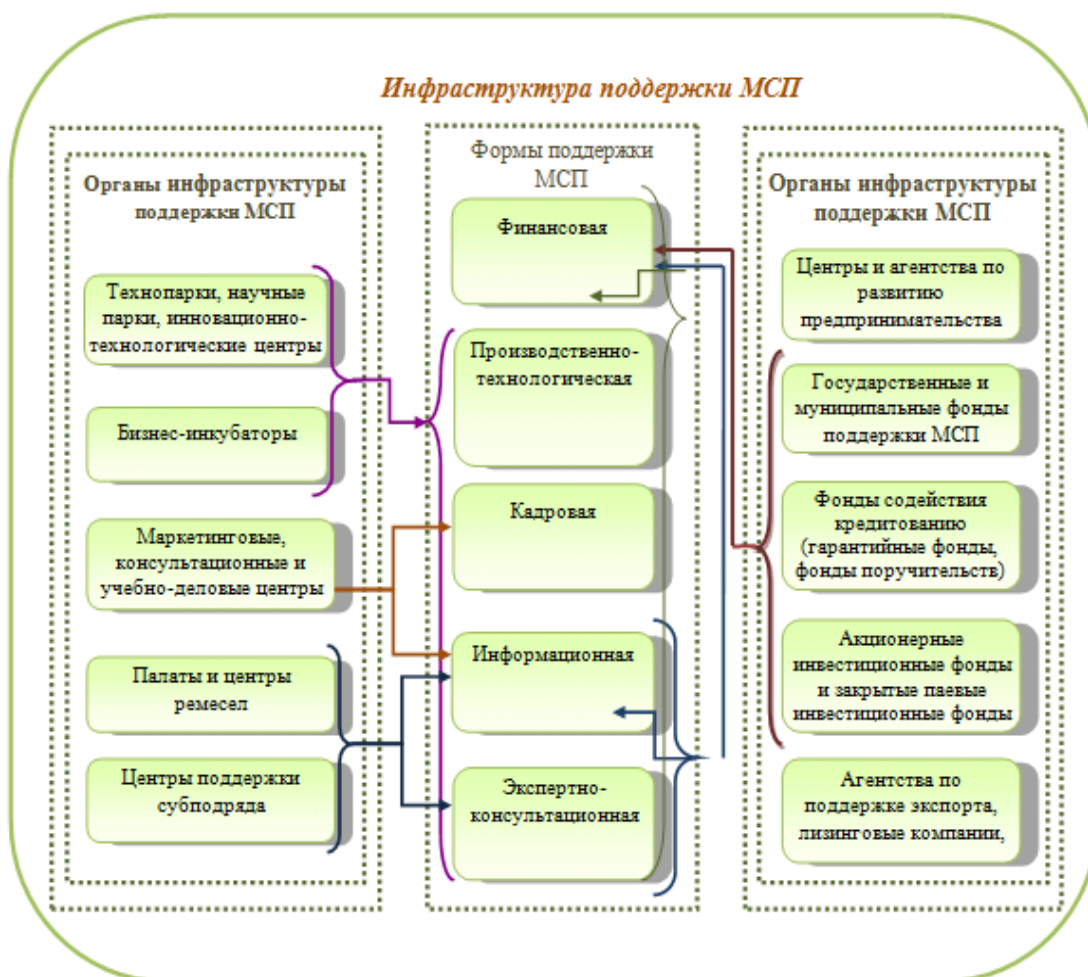 Инфраструктура поддержки МСП
Органы инфраструктуры
поддержки МСП
Технопарки, научные
парки, инновационно-
технологические центры
Бизнес-инкубаторы
Маркетинговые,
консультационные и
учебно-деловые центры
Палаты и центры
ремесел
Центры поддержки
субподряда
Формы поддержки
МСП
Финансовая
Производственно-
технологическая
Кадровая
Информационная
Экспертно-
консультационная
Органы инфраструктуры
поддержки МСП
Центры и агентства по
развитию
предпринимательства
Государственные и
муниципальные фонды
поддержки МСП
Фонды содействия
кредитованию
(гарантийные фонды,
фонды поручительств)
Акционерные
инвестиционные фонды
и закрытые паевые
инвестиционные фонды
Агентства по
поддержке экспорта,
лизинговые компании,